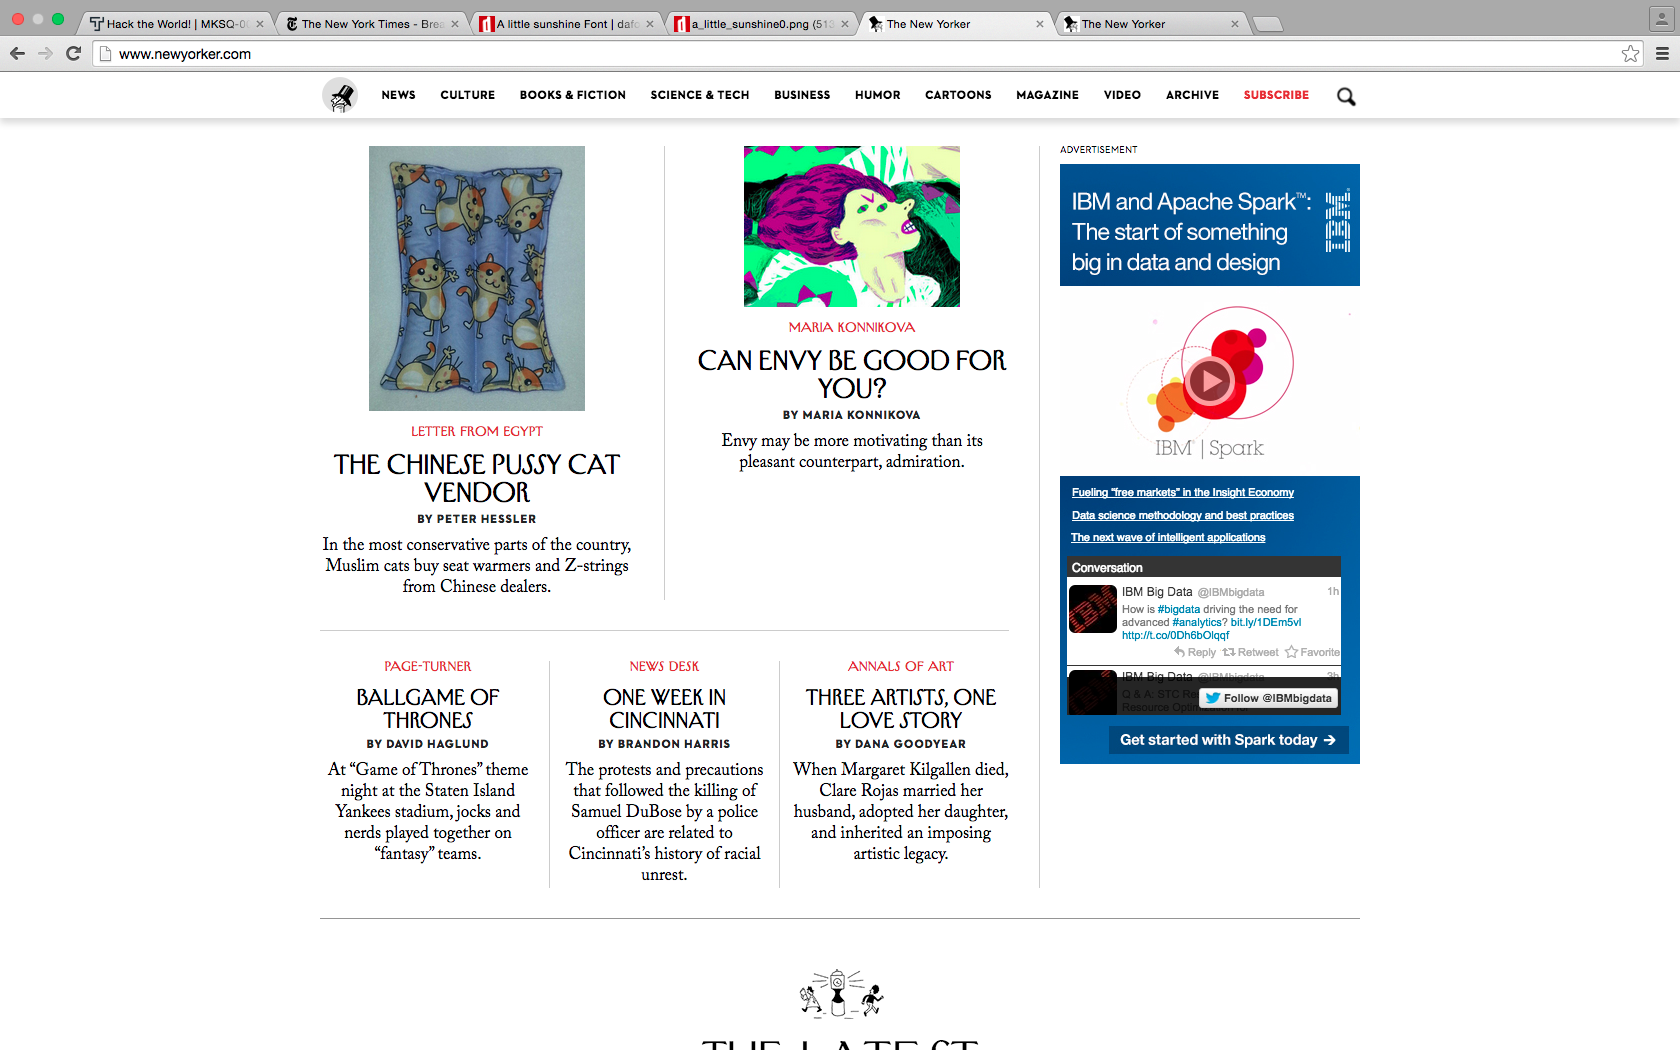 Hack the World! | MKSQ-00
The New York Times - Brea
A little sunshine Font | dafo
a_little_sunshine0.png (513
The New Yorker
The New Yorker
www.newyorker.com
NEWS CULTURE BOOKS & FICTION SCIENCE & TECH BUSINESS HUMOR CARTOONS MAGAZINE VIDEO ARCHIVE SUBSCRIBE
LETTER FROM EGYPT
THE CHINESE PUSSY CAT
VENDOR
BY PETER HESSLER
In the most conservative parts of the country,
Muslim cats buy seat warmers and Z-strings
from Chinese dealers.
MARIA KONNIKOVA
CAN ENVY BE GOOD FOR
YOU?
BY MARIA KONNIKOVA
Envy may be more motivating than its
pleasant counterpart, admiration.
PAGE-TURNER
BALLGAME OF
THRONES
BY DAVID HAGLUND
At “Game of Thrones” theme
night at the Staten Island
Yankees stadium, jocks and
nerds played together on
“fantasy” teams.
NEWS DESK
ONE WEEK IN
CINCINNATI
BY BRANDON HARRIS
The protests and precautions
that followed the killing of
Samuel DuBose by a police
officer are related to
Cincinnati’s history of racial
unrest.
ANNALS OF ART
THREE ARTISTS, ONE
LOVE STORY
BY DANA GOODYEAR
When Margaret Kilgallen died,
Clare Rojas married her
husband, adopted her daughter,
and inherited an imposing
artistic legacy.
ADVERTISEMENT
IBM and Apache Spark™:
The start of something
big in data and design
IBM
IBM | Spark
Fueling "free markets" in the Insight Economy
Data science methodology and best practices
The next wave of intelligent applications
Conversation
IBM
IBM Big Data @IBMbigdata 1h
How is #bigdata driving the need for
advanced #analytics? bit.ly/1DEm5vl
http://t.co/0Dh6bOlqqf
Reply Retweet Favorite
IBM Big Data @IBMbigdata 3h
Q & A: STC
Resource
Follow @IBMbigdata
Get started with Spark today →
THE LATEST